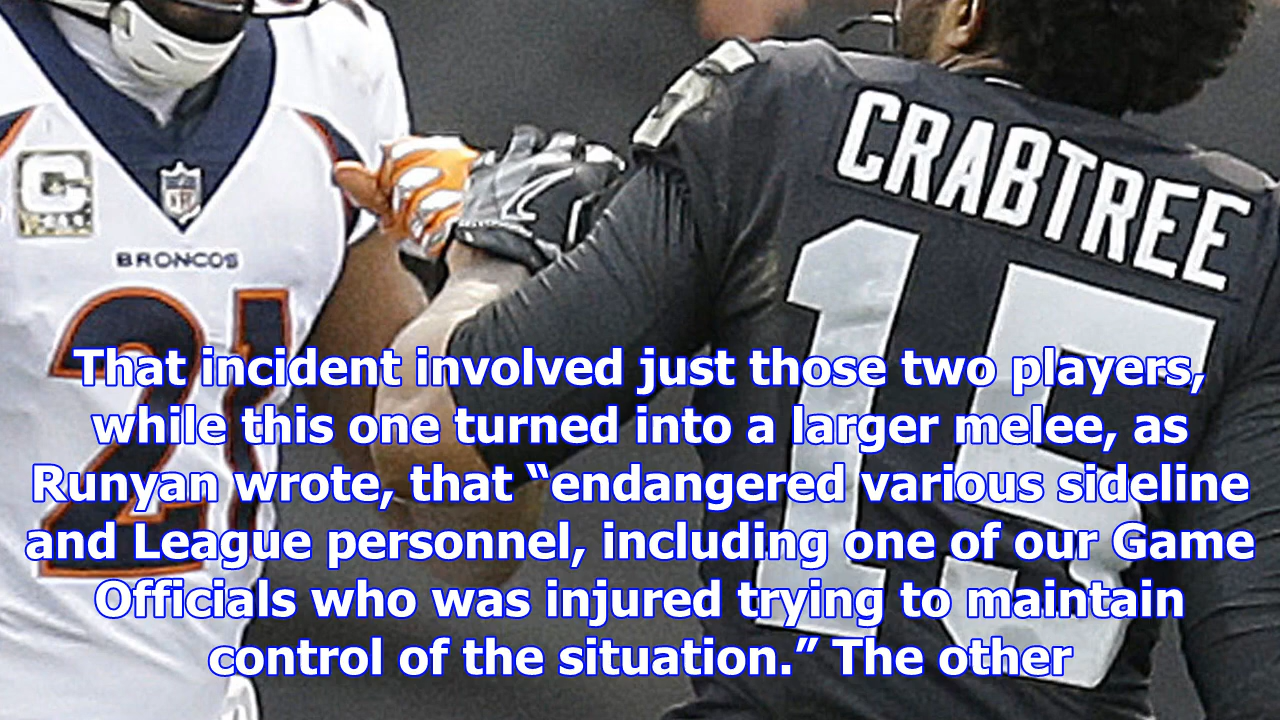 C
NFL
BRONCOS
21
CRABTREE
15
That incident involved just those two players,
while this one turned into a larger melee, as
Runyan wrote, that “endangered various sideline
and League personnel, including one of our Game
Officials who was injured trying to maintain
control of the situation.” The other